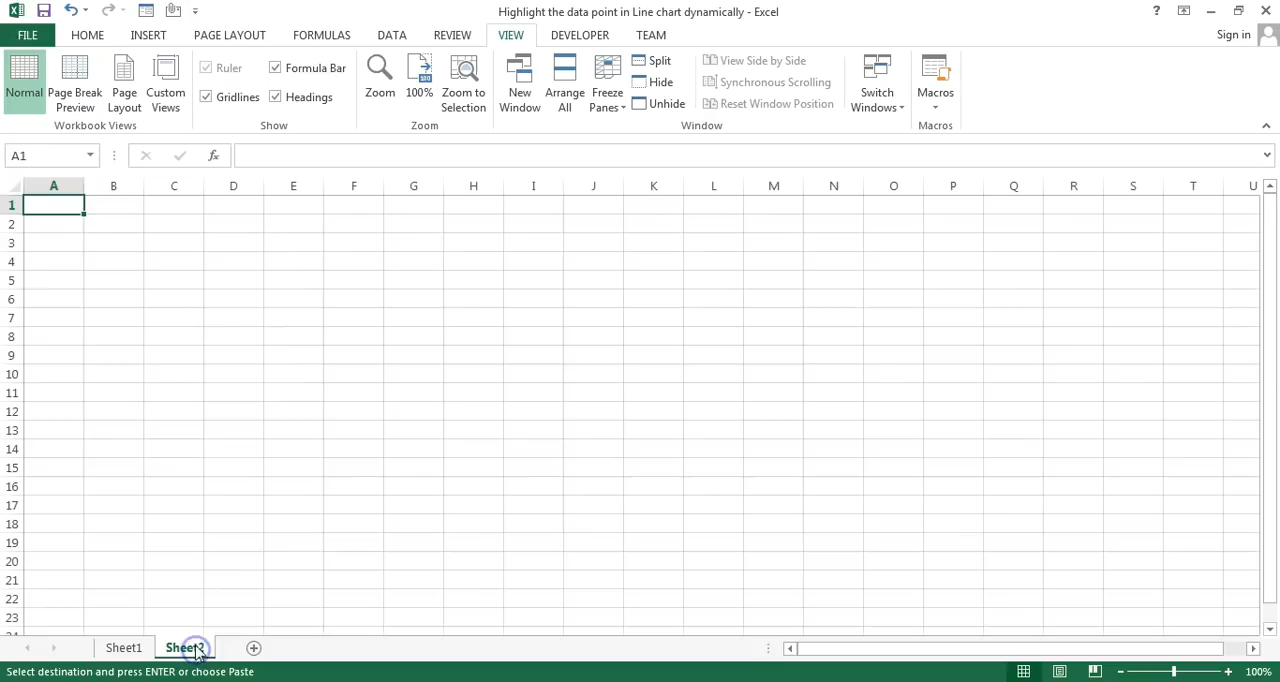 Highlight the data point in Line chart dynamically - Excel
?
FILE HOME INSERT PAGE LAYOUT FORMULAS DATA REVIEW VIEW DEVELOPER TEAM Sign in
Normal
Page Break Preview
Page Layout
Custom Views
Workbook Views
Ruler
Formula Bar
Gridlines
Headings
Show
Zoom
100%
Zoom to Selection
Zoom
New Window
Arrange All
Freeze Panes
Split
Hide
Unhide
View Side by Side
Synchronous Scrolling
Reset Window Position
Window
Switch Windows
Macros
Macros
A1
fx
A B C D E F G H I J K L M N O P Q R S T U
1
2
3
4
5
6
7
8
9
10
11
12
13
14
15
16
17
18
19
20
21
22
23
24
Sheet1 Sheet2
Select destination and press ENTER or choose Paste
100%